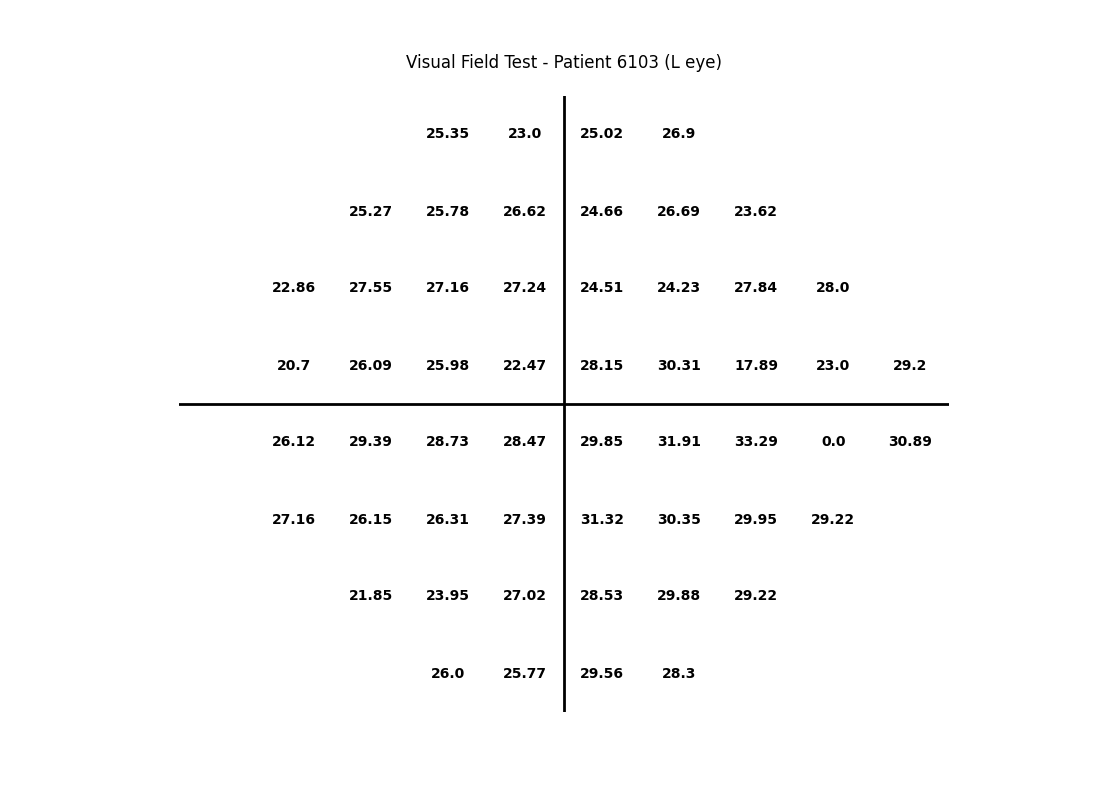 Visual Field Test - Patient 6103 (L eye)
25.35 23.0 25.02 26.9
25.27 25.78 26.62 24.66 26.69 23.62
22.86 27.55 27.16 27.24 24.51 24.23 27.84 28.0
20.7 26.09 25.98 22.47 28.15 30.31 17.89 23.0 29.2
26.12 29.39 28.73 28.47 29.85 31.91 33.29 0.0 30.89
27.16 26.15 26.31 27.39 31.32 30.35 29.95 29.22
21.85 23.95 27.02 28.53 29.88 29.22
26.0 25.77 29.56 28.3